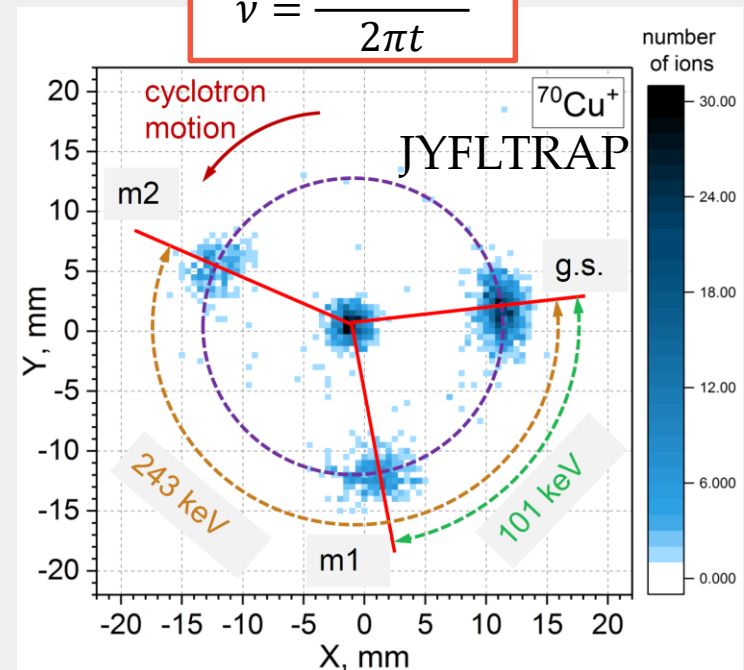 ν = 
2πt
number
of ions
20
15
10
5
0
-5
-10
-15
-20
Y, mm
cyclotron
motion
⁷⁰Cu⁺
JYFLTRAP
m2
g.s.
243 keV
101 keV
m1
30.00
24.00
18.00
12.00
6.000
0.000
-20 -15 -10 -5 0 5 10 15 20
X, mm